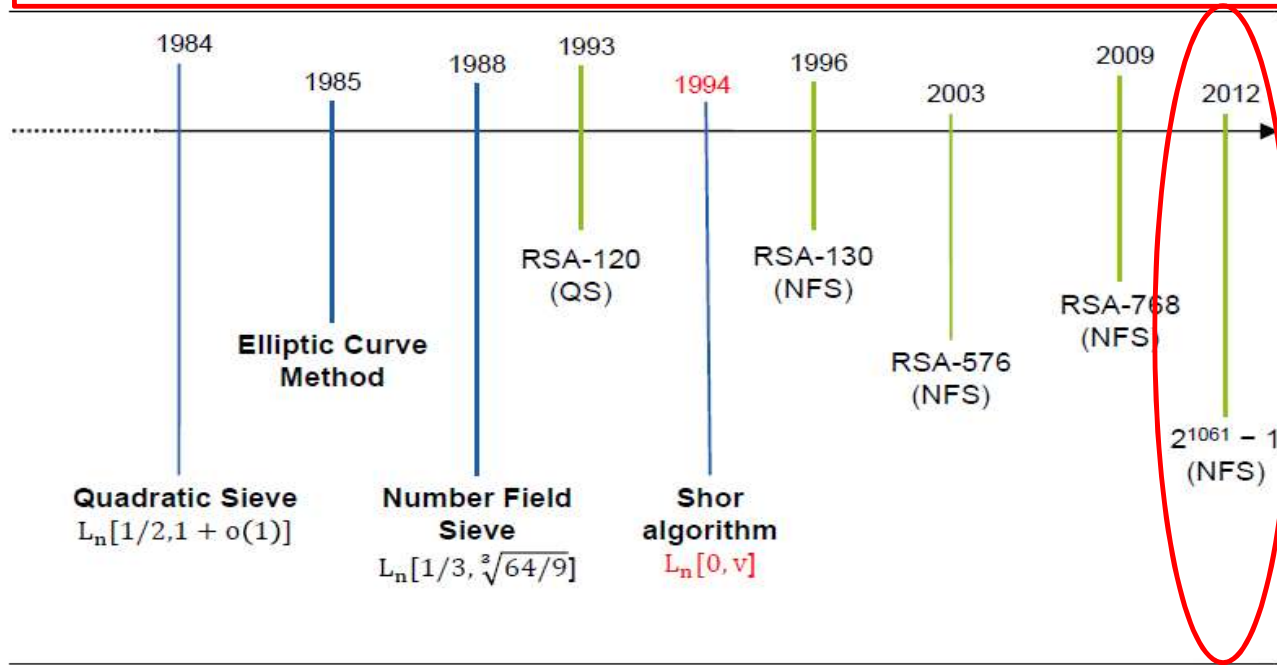 1984
1985
1988
1993
1994
1996
2003
2009
2012
RSA-120
(QS)
RSA-130
(NFS)
RSA-768
(NFS)
Elliptic Curve
Method
RSA-576
(NFS)
2¹⁰⁶¹ − 1
(NFS)
Quadratic Sieve
Lₙ[1/2,1 + o(1)]
Number Field
Sieve
Lₙ[1/3, ∛64/9]
Shor
algorithm
Lₙ[0, v]